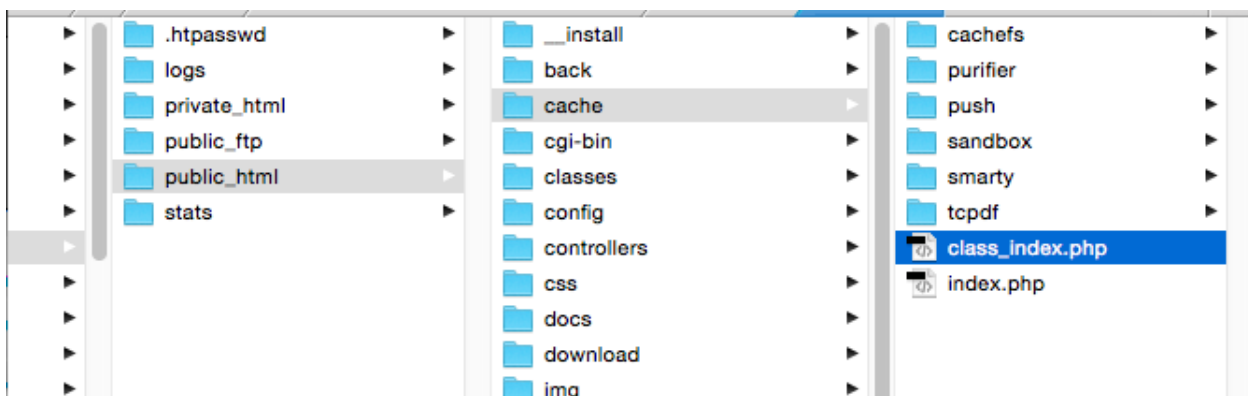 .htpasswd
logs
private_html
public_ftp
public_html
stats
__install
back
cache
cgi-bin
classes
config
controllers
css
docs
download
img
cachefs
purifier
push
sandbox
smarty
tcpdf
class_index.php
index.php